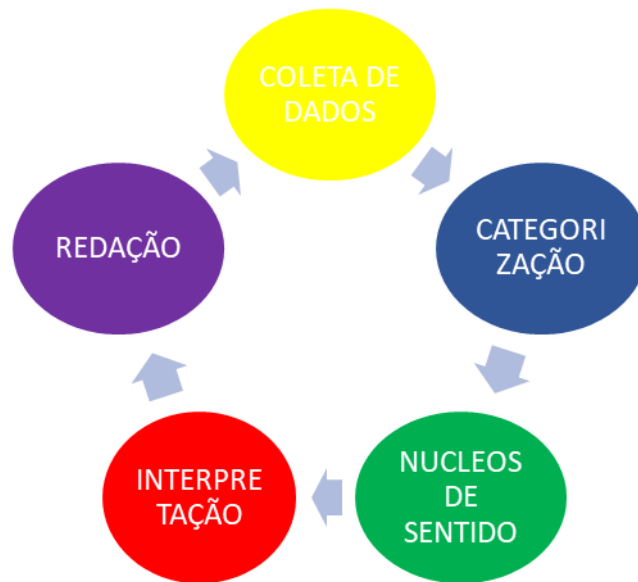 COLETA DE
DADOS
CATEGORI
ZAÇÃO
NUCLEOS
DE
SENTIDO
INTERPRE
TAÇÃO
REDAÇÃO